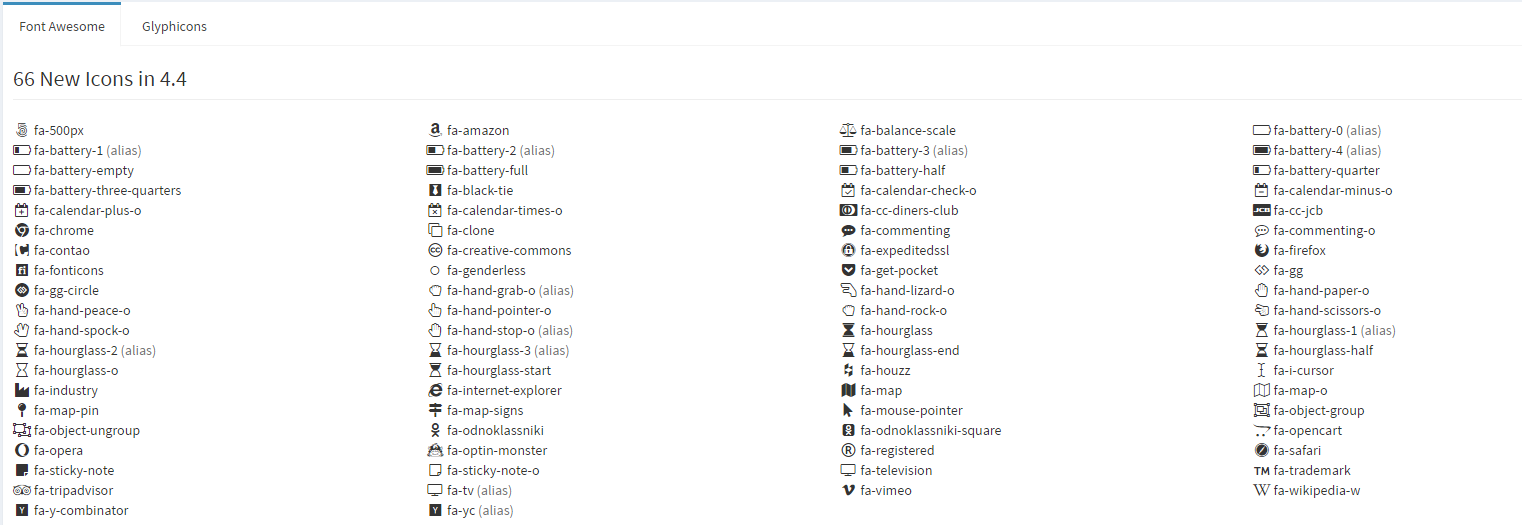 Font Awesome Glyphicons
66 New Icons in 4.4
fa-500px fa-amazon fa-balance-scale fa-battery-0 (alias)
fa-battery-1 (alias) fa-battery-2 (alias) fa-battery-3 (alias) fa-battery-4 (alias)
fa-battery-empty fa-battery-full fa-battery-half fa-battery-quarter
fa-battery-three-quarters fa-black-tie fa-calendar-check-o fa-calendar-minus-o
fa-calendar-plus-o fa-calendar-times-o fa-cc-diners-club fa-cc-jcb
fa-chrome fa-clone fa-commenting fa-commenting-o
fa-contao fa-creative-commons fa-expeditedssl fa-firefox
fa-fonticons fa-genderless fa-get-pocket fa-gg
fa-gg-circle fa-hand-grab-o (alias) fa-hand-lizard-o fa-hand-paper-o
fa-hand-peace-o fa-hand-pointer-o fa-hand-rock-o fa-hand-scissors-o
fa-hand-spock-o fa-hand-stop-o (alias) fa-hourglass fa-hourglass-1 (alias)
fa-hourglass-2 (alias) fa-hourglass-3 (alias) fa-hourglass-end fa-hourglass-half
fa-hourglass-o fa-hourglass-start fa-houzz fa-i-cursor
fa-industry fa-internet-explorer fa-map fa-map-o
fa-map-pin fa-map-signs fa-mouse-pointer fa-object-group
fa-object-ungroup fa-odnoklassniki fa-odnoklassniki-square fa-opencart
fa-opera fa-optin-monster fa-registered fa-safari
fa-sticky-note fa-sticky-note-o fa-television fa-trademark
fa-tripadvisor fa-tv (alias) fa-vimeo fa-wikipedia-w
fa-y-combinator fa-yc (alias)